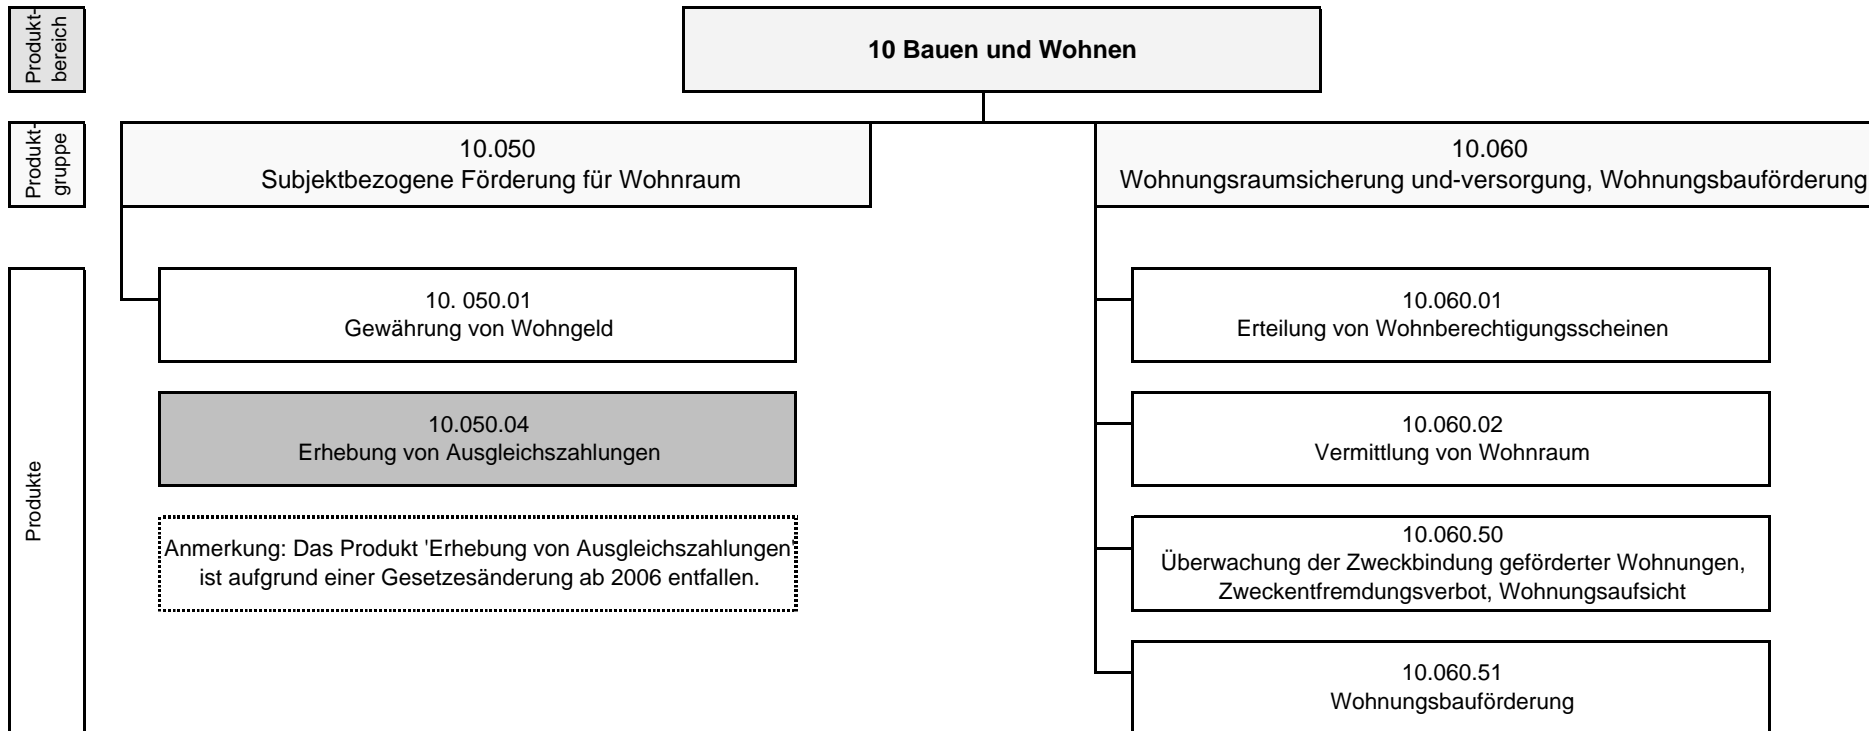 Produkt-
bereich
10 Bauen und Wohnen
Produkt-
gruppe
10.050
Subjektbezogene Förderung für Wohnraum
10.060
Wohnungsraumsicherung und-versorgung, Wohnungsbauförderung
Produkte
10. 050.01
Gewährung von Wohngeld
10.050.04
Erhebung von Ausgleichszahlungen
Anmerkung: Das Produkt 'Erhebung von Ausgleichszahlungen'
ist aufgrund einer Gesetzesänderung ab 2006 entfallen.
10.060.01
Erteilung von Wohnberechtigungsscheinen
10.060.02
Vermittlung von Wohnraum
10.060.50
Überwachung der Zweckbindung geförderter Wohnungen,
Zweckentfremdungsverbot, Wohnungsaufsicht
10.060.51
Wohnungsbauförderung